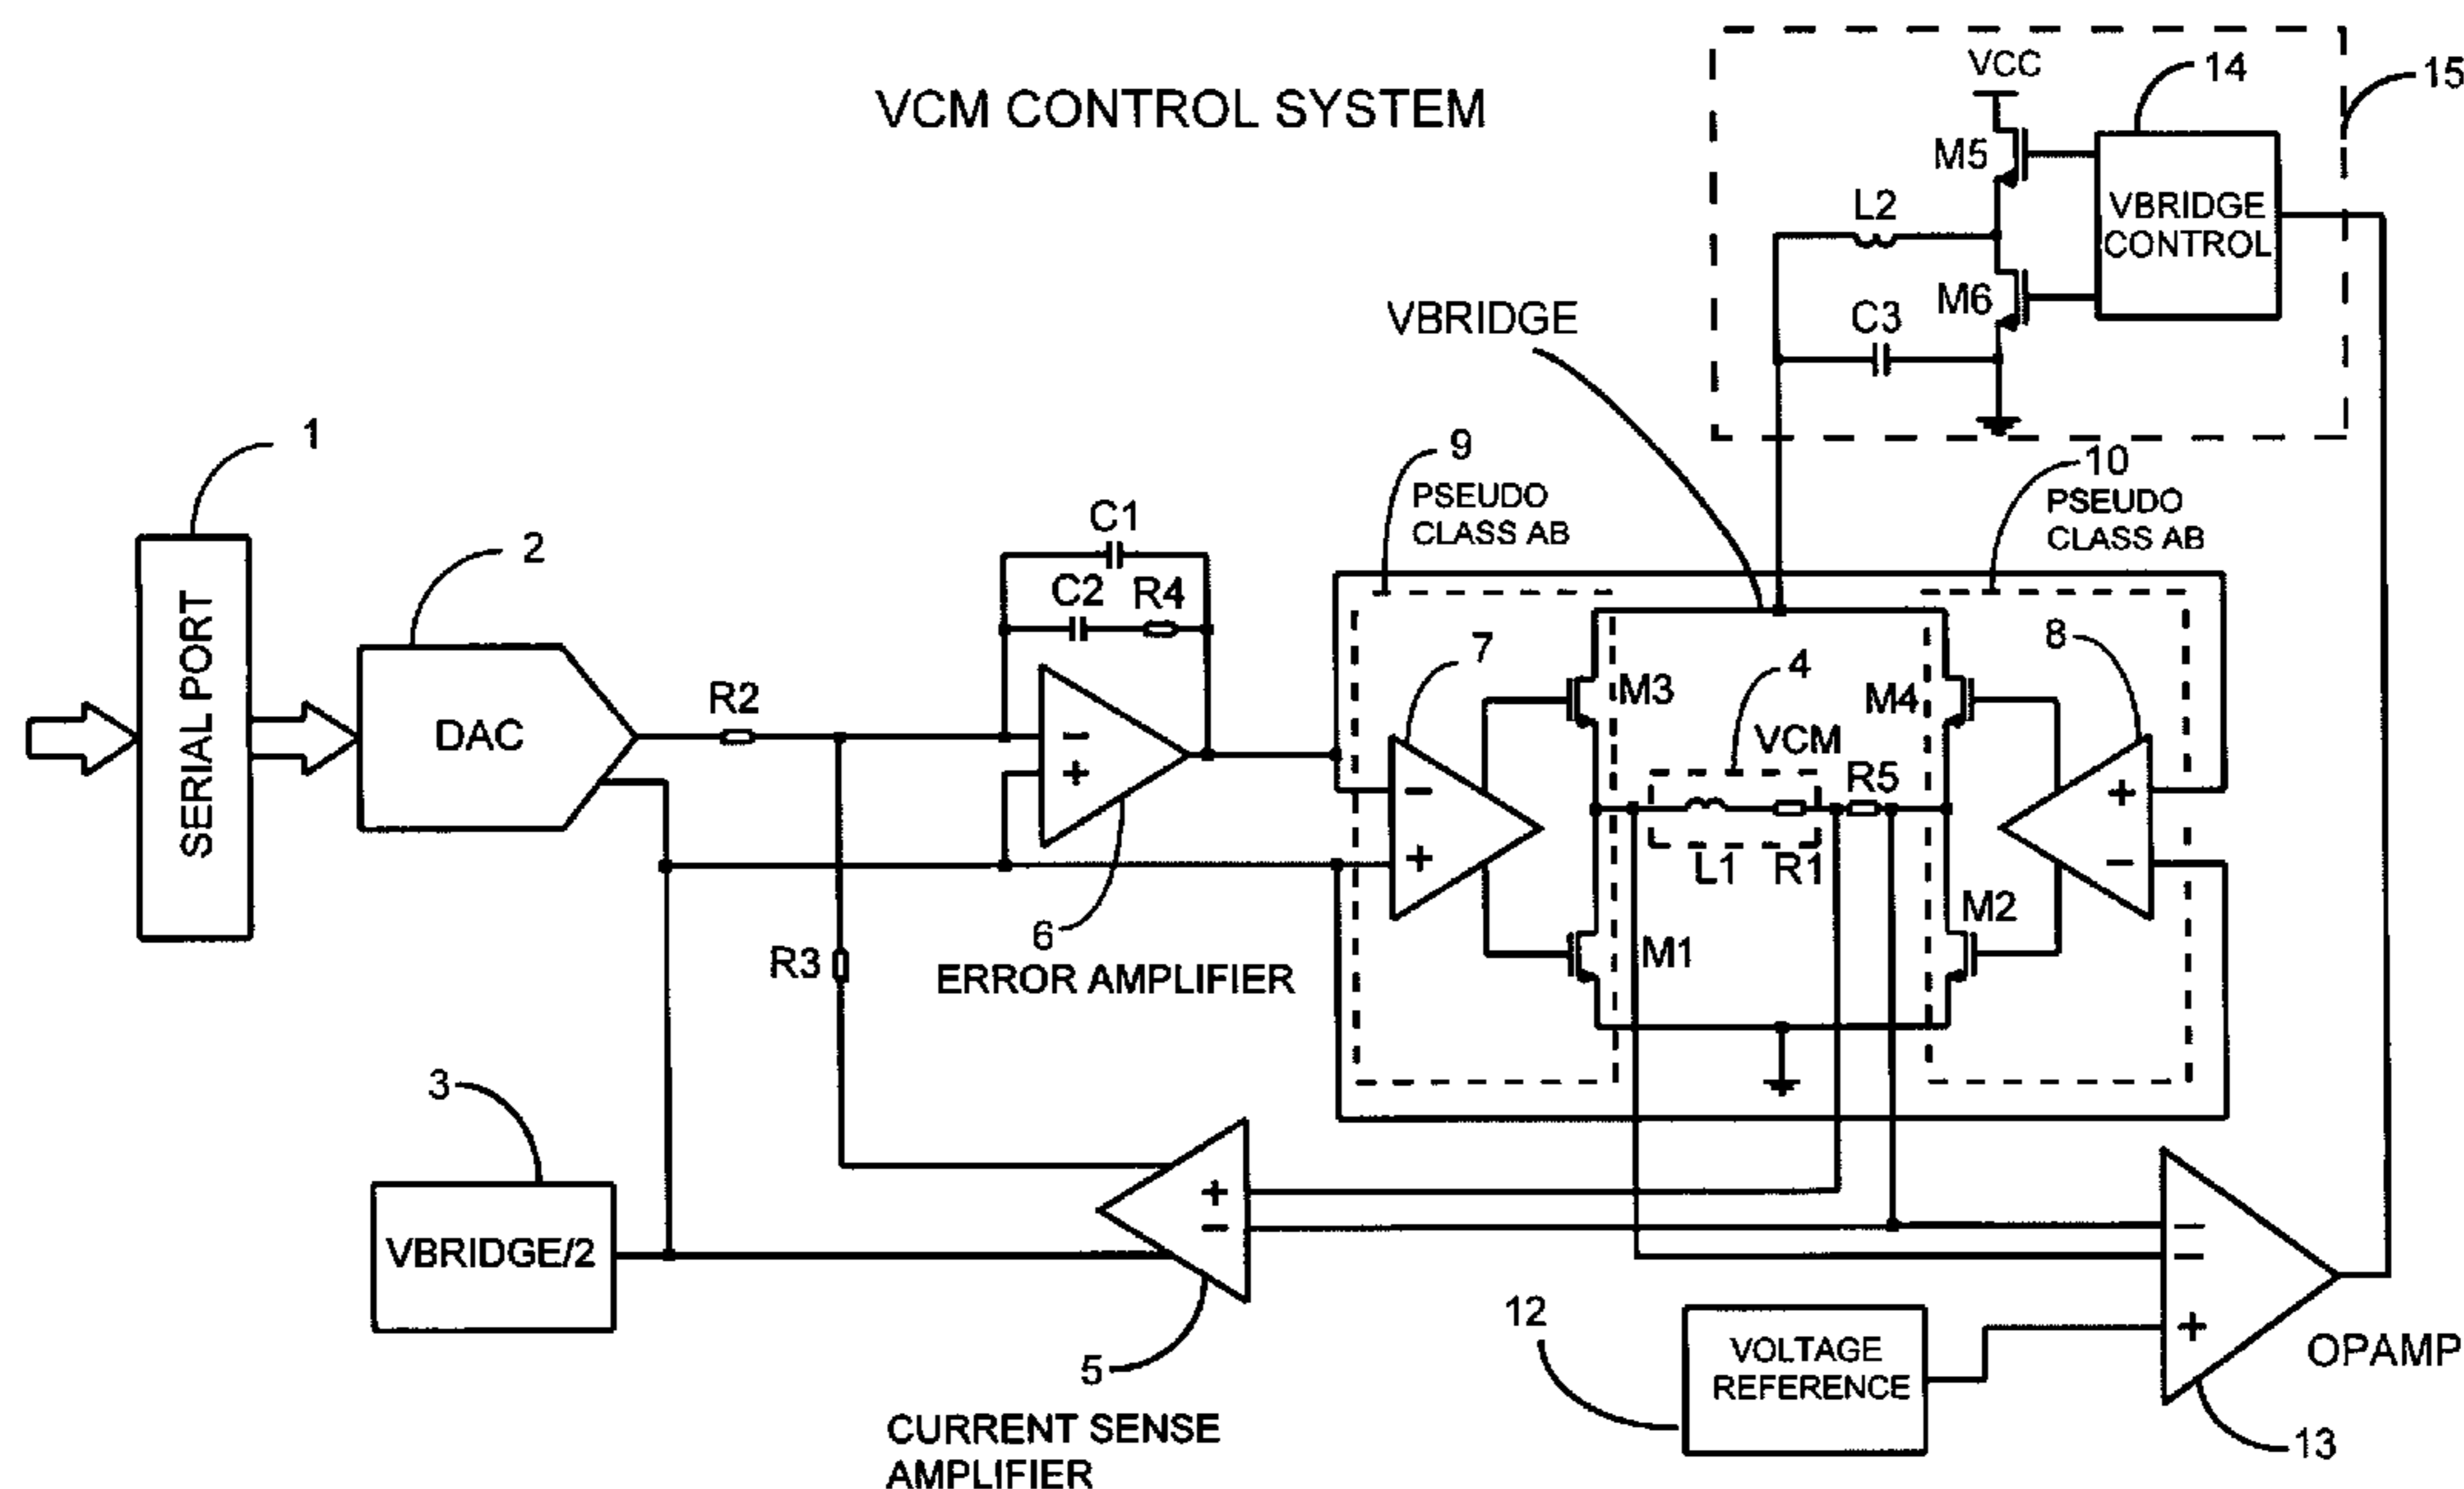 VCM CONTROL SYSTEM
VCC
14
15
M5
VBRIDGE
CONTROL
L2
M6
C3
VBRIDGE
1
2
9
PSEUDO
CLASS AB
10
PSEUDO
CLASS AB
C1
C2
R4
SERIAL PORT
DAC
R2
7
M3
4
VCM
M4
8
R5
−
+
−
+
L1
R1
+
−
6
ERROR AMPLIFIER
R3
M1
M2
3
VBRIDGE/2
+
−
5
CURRENT SENSE
AMPLIFIER
12
VOLTAGE
REFERENCE
−
−
+
OPAMP
13